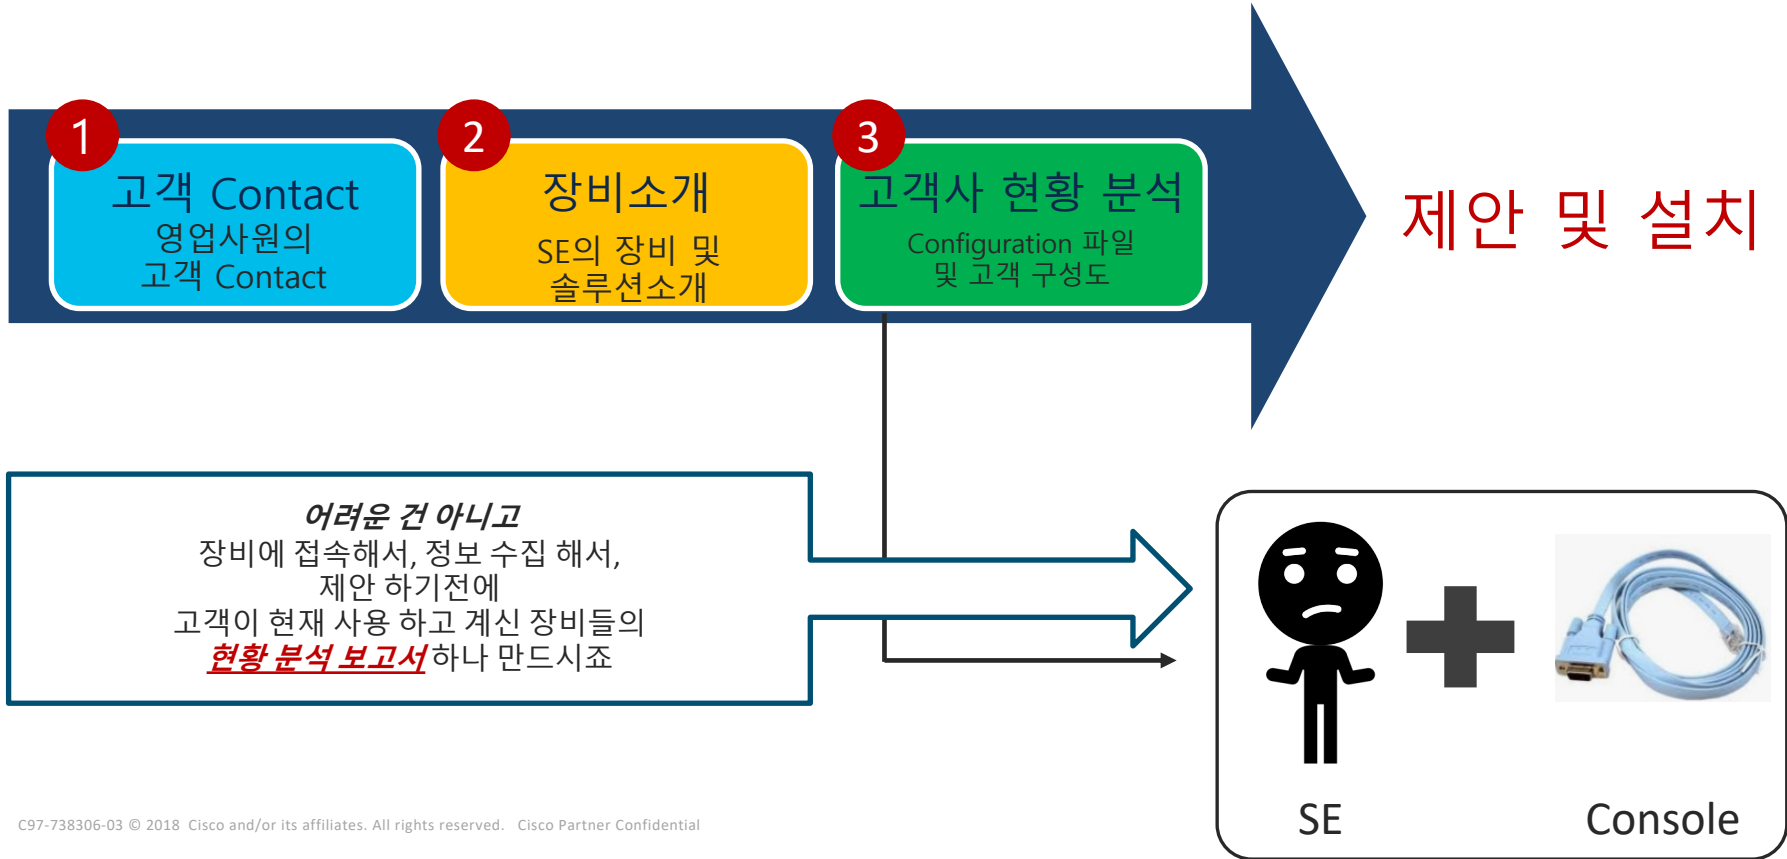 1
고객 Contact
영업사원의
고객 Contact
2
장비소개
SE의 장비 및
솔루션소개
3
고객사 현황 분석
Configuration 파일
및 고객 구성도
제안 및 설치
어려운 건 아니고
장비에 접속해서, 정보 수집 해서,
제안 하기전에
고객이 현재 사용 하고 계신 장비들의
현황 분석 보고서 하나 만드시죠
SE
Console
C97-738306-03 © 2018 Cisco and/or its affiliates. All rights reserved. Cisco Partner Confidential